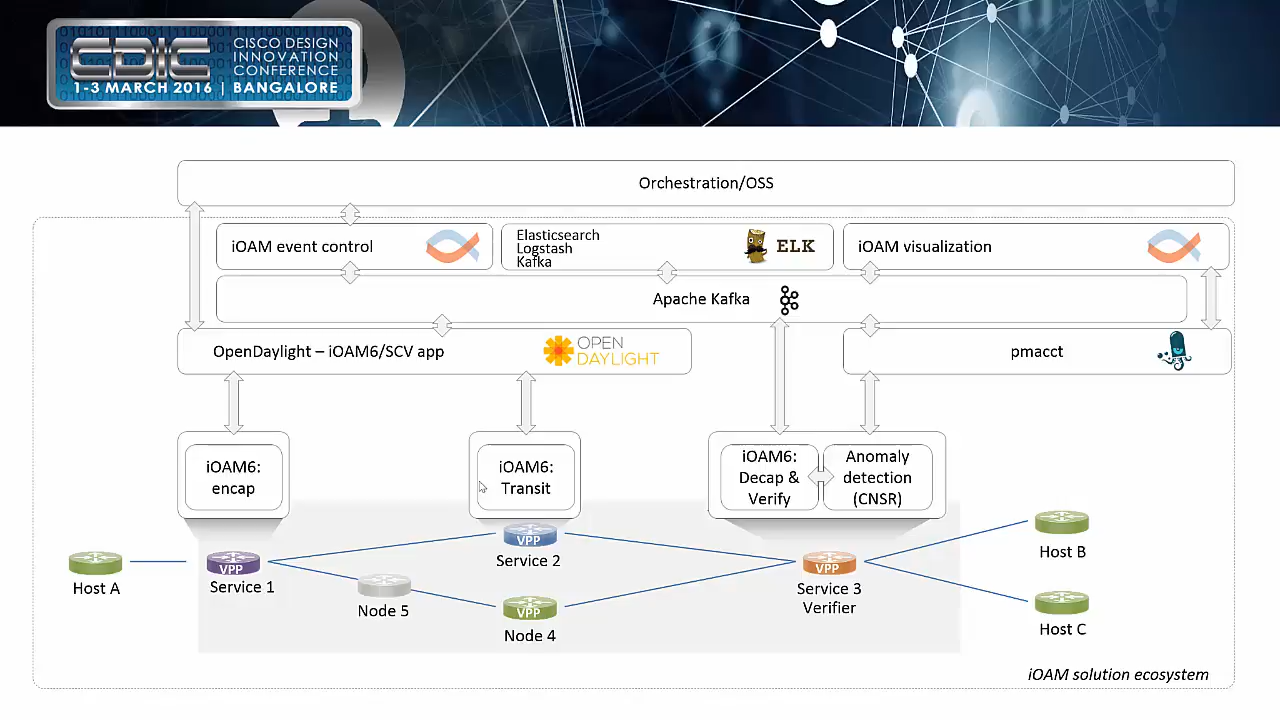 CDIC
CISCO DESIGN
INNOVATION
CONFERENCE
1-3 MARCH 2016 | BANGALORE
Orchestration/OSS
iOAM event control
Elasticsearch
Logstash
Kafka
ELK
iOAM visualization
Apache Kafka
OpenDaylight – iOAM6/SCV app
OPEN
DAYLIGHT
pmacct
iOAM6:
encap
iOAM6:
Transit
iOAM6:
Decap &
Verify
Anomaly
detection
(CNSR)
Host A
VPP
Service 1
VPP
Service 2
Node 5
VPP
Node 4
VPP
Service 3
Verifier
Host B
Host C
iOAM solution ecosystem